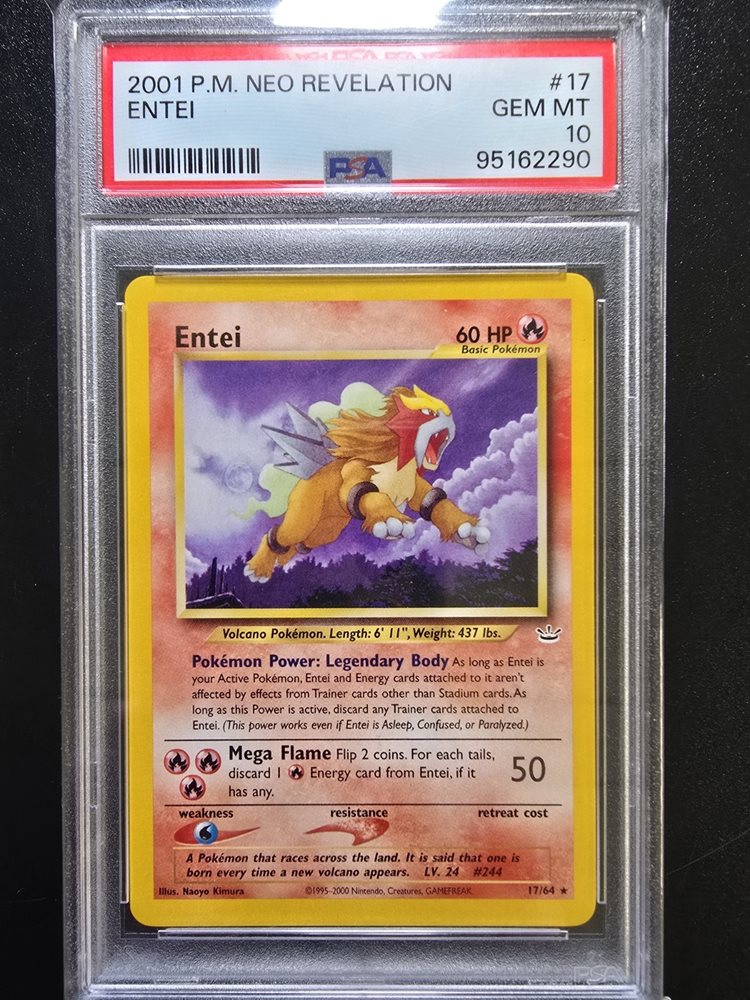 2001 P.M. NEO REVELATION #17
ENTEI GEM MT
10
PSA 95162290
Entei 60 HP
Basic Pokémon
Volcano Pokémon. Length: 6' 11", Weight: 437 lbs.
Pokémon Power: Legendary Body As long as Entei is
your Active Pokémon, Entei and Energy cards attached to it aren't
affected by effects from Trainer cards other than Stadium cards. As
long as this Power is active, discard any Trainer cards attached to
Entei. (This power works even if Entei is Asleep, Confused, or Paralyzed.)
Mega Flame Flip 2 coins. For each tails,
discard 1 Energy card from Entei, if it
has any.
50
weakness resistance retreat cost
A Pokémon that races across the land. It is said that one is
born every time a new volcano appears. LV. 24 #244
Illus. Naoyo Kimura ©1995-2000 Nintendo, Creatures, GAMEFREAK. 17/64 ★
PSA